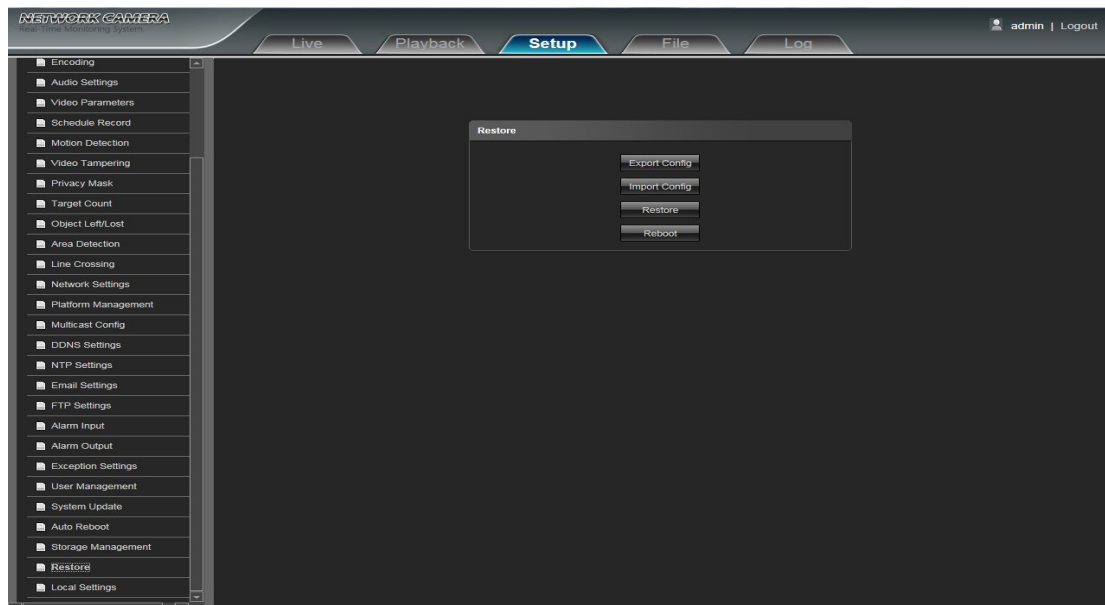 NETWORK CAMERA
Real-Time Monitoring System
admin | Logout
Live
Playback
Setup
File
Log
Encoding
Audio Settings
Video Parameters
Schedule Record
Motion Detection
Video Tampering
Privacy Mask
Target Count
Object Left/Lost
Area Detection
Line Crossing
Network Settings
Platform Management
Multicast Config
DDNS Settings
NTP Settings
Email Settings
FTP Settings
Alarm Input
Alarm Output
Exception Settings
User Management
System Update
Auto Reboot
Storage Management
Restore
Local Settings
Restore
Export Config
Import Config
Restore
Reboot